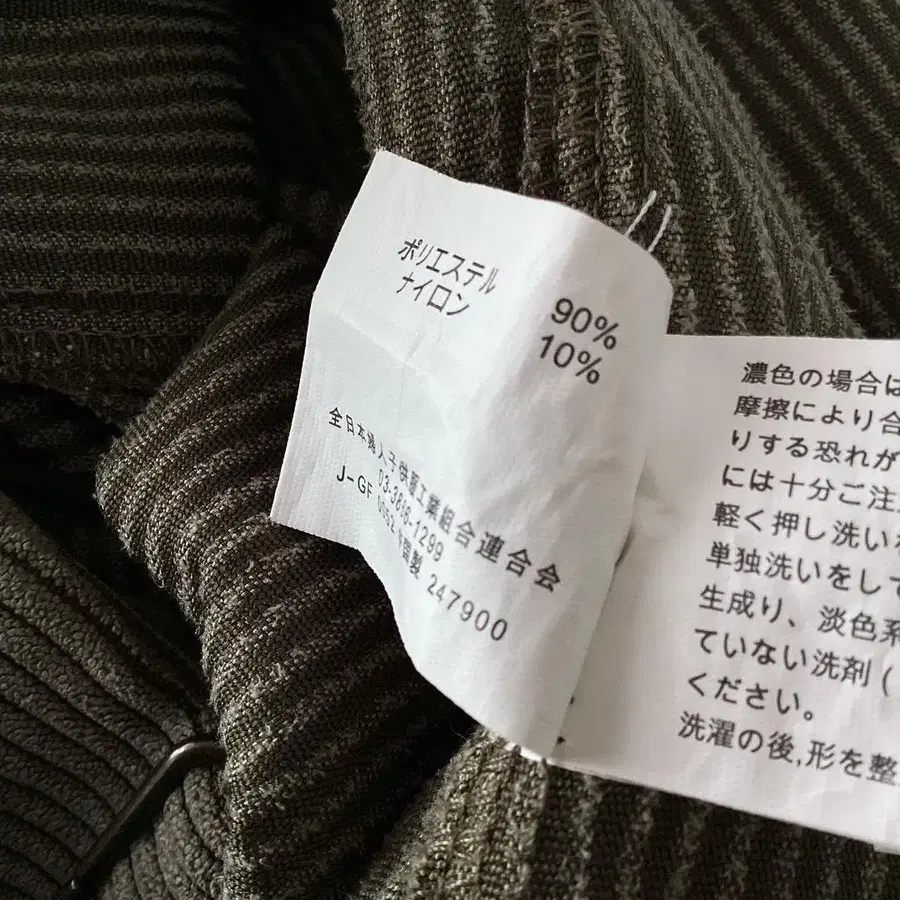 ポリエステル 90%
ナイロン 10%
全日本婦人子供服工業組合連合会
03-3816-1299
J-GF
製 247900
濃色の場合は
摩擦により合
りする恐れが
には十分ご注
軽く押し洗い
単独洗いをして
生成り、淡色系
ていない洗剤(
ください。
洗濯の後,形を整